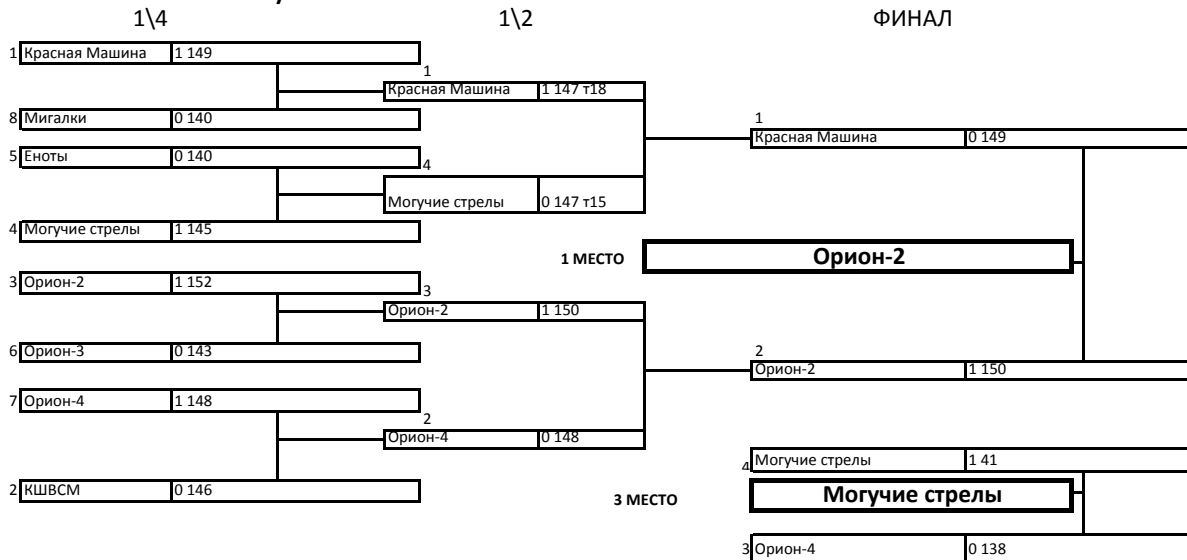 1\4 1\2 ФИНАЛ
1 Красная Машина 1 149
1
Красная Машина 1 147 т18
8 Мигалки 0 140
1
Красная Машина 0 149
5 Еноты 0 140
4
Могучие стрелы 0 147 т15
4 Могучие стрелы 1 145
1 МЕСТО Орион-2
3 Орион-2 1 152
3
Орион-2 1 150
6 Орион-3 0 143
2
Орион-2 1 150
7 Орион-4 1 148
2
Орион-4 0 148
4 Могучие стрелы 1 41
2 КШВСМ 0 146
3 МЕСТО Могучие стрелы
3 Орион-4 0 138